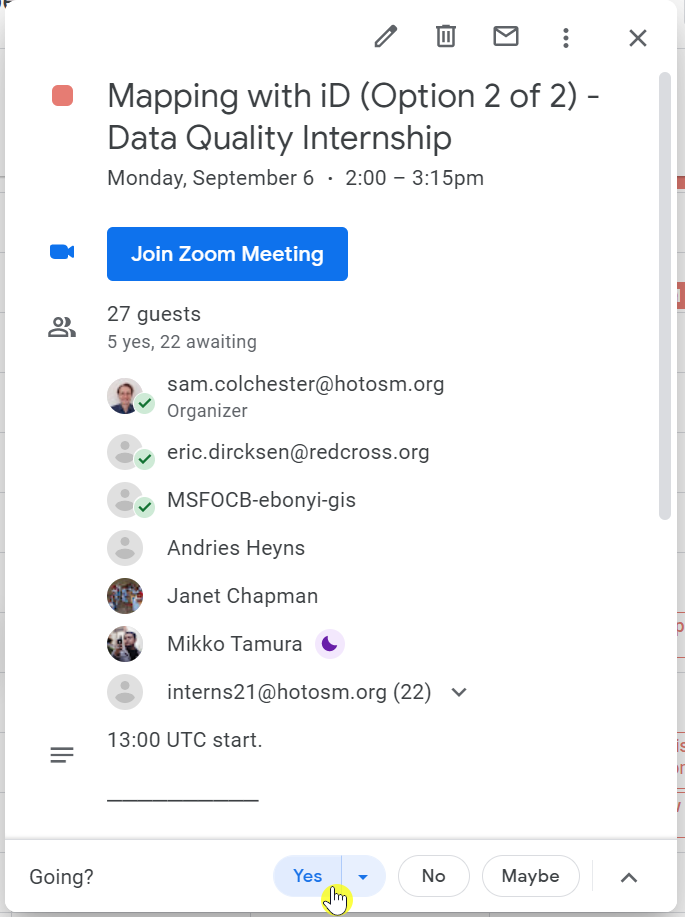 Mapping with iD (Option 2 of 2) -
Data Quality Internship
Monday, September 6 · 2:00 – 3:15pm
Join Zoom Meeting
27 guests
5 yes, 22 awaiting
sam.colchester@hotosm.org
Organizer
eric.dircksen@redcross.org
MSFOCB-ebonyi-gis
Andries Heyns
Janet Chapman
Mikko Tamura
interns21@hotosm.org (22)
13:00 UTC start.
______________
Going?
Yes
No
Maybe